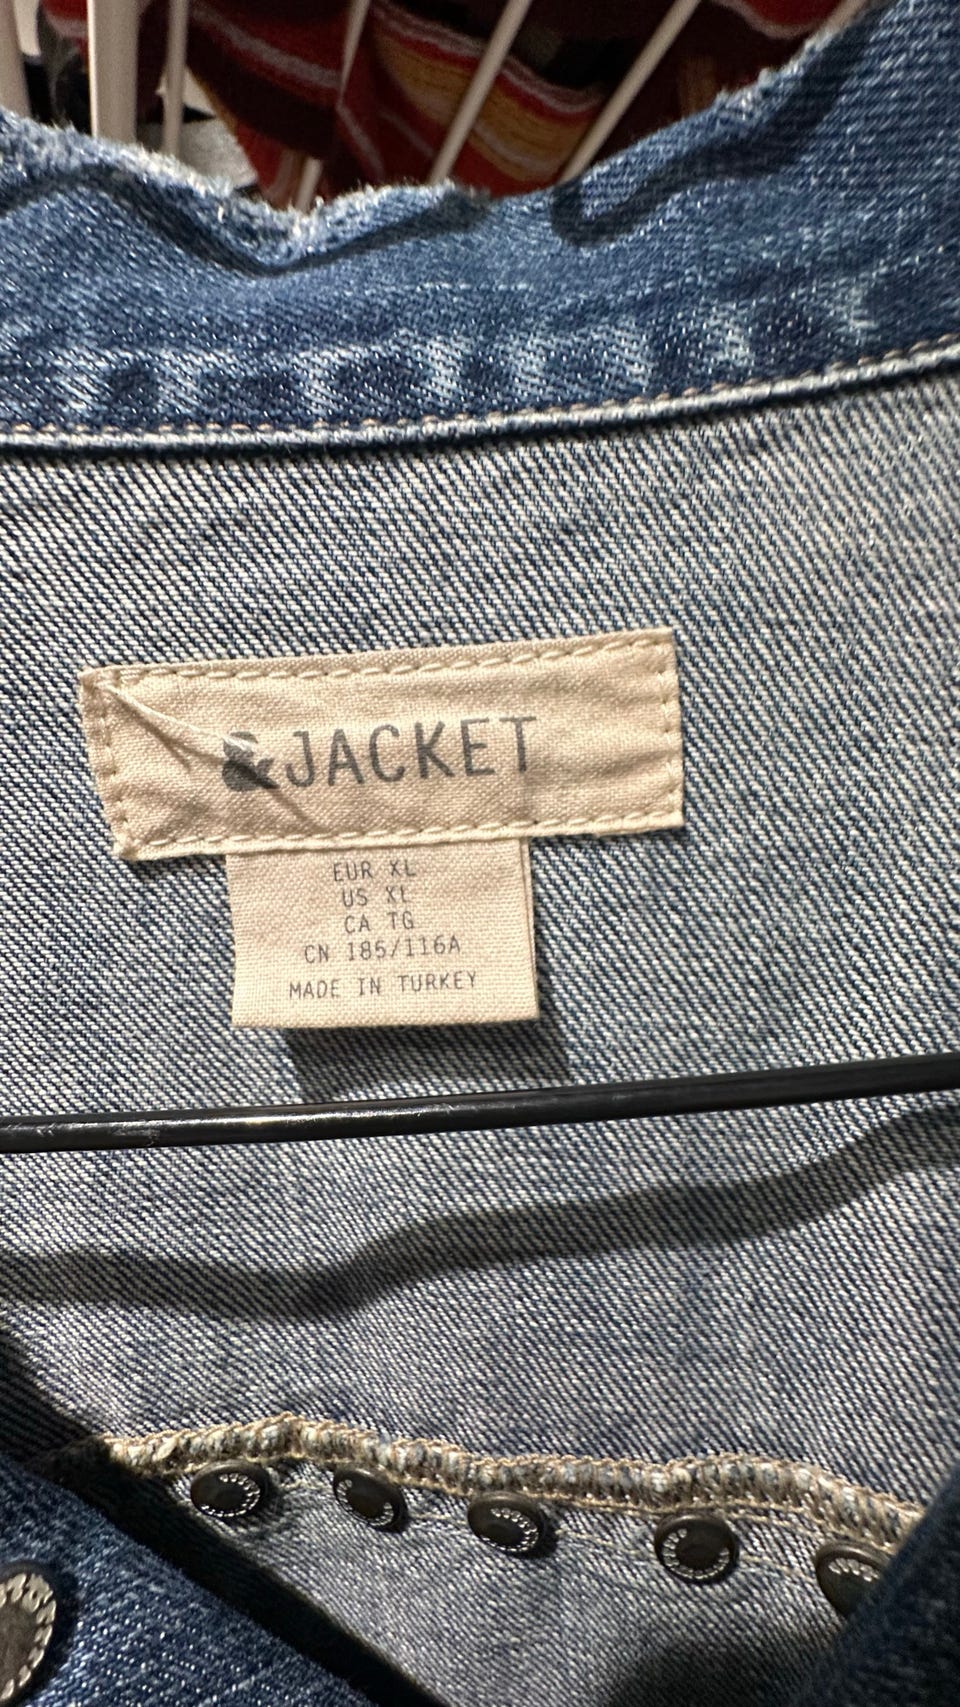 &JACKET
EUR XL
US XL
CA TG
CN 185/116A
MADE IN TURKEY